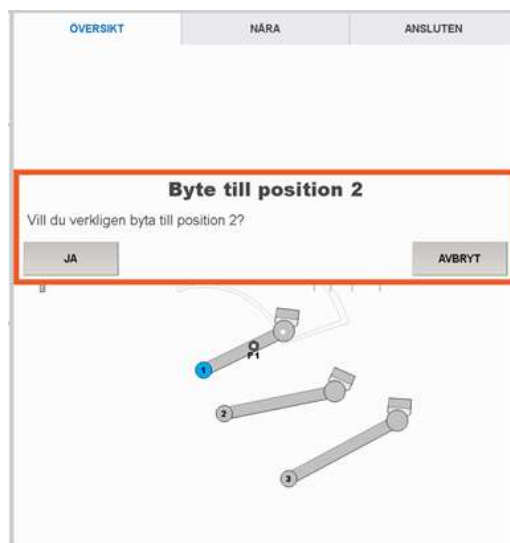 ÖVERSIKT NÄRA ANSLUTEN
Byte till position 2
Vill du verkligen byta till position 2?
JA AVBRYT
P1
1
2
3